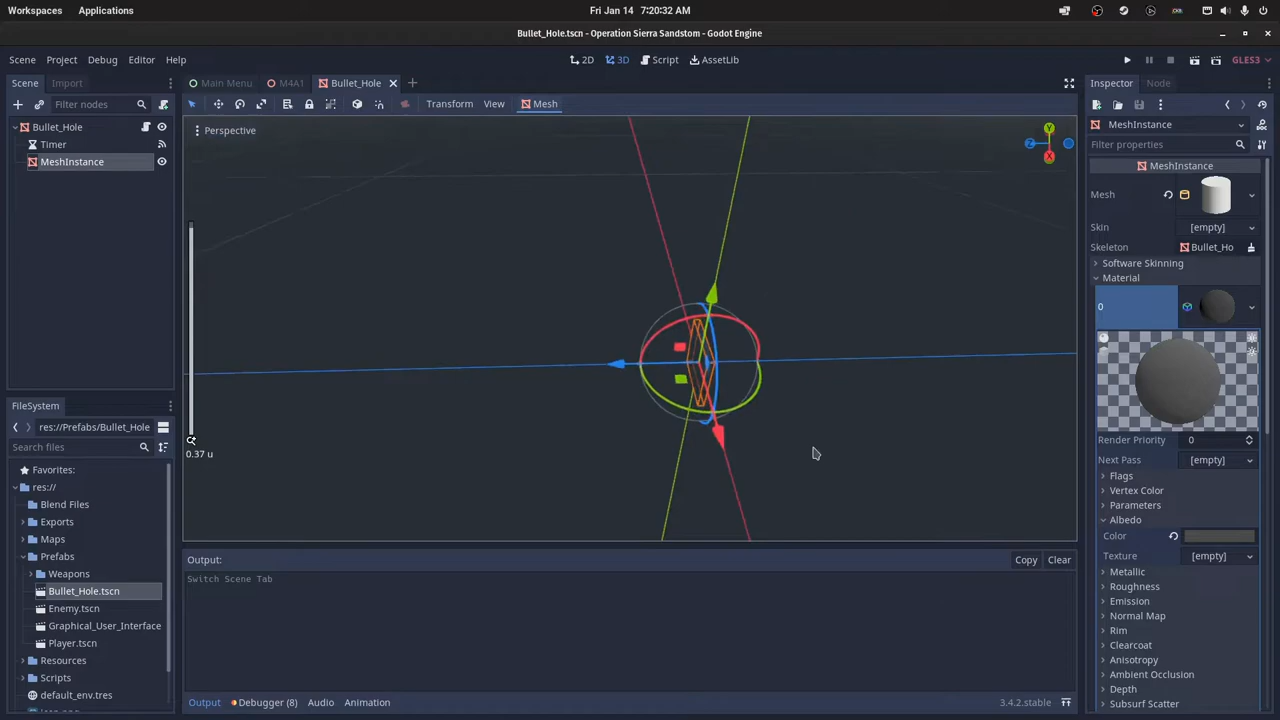 Workspaces Applications Fri Jan 14 7:20:32 AM
Bullet_Hole.tscn - Operation Sierra Sandstom - Godot Engine
Scene Project Debug Editor Help 2D 3D Script AssetLib GLES3
Scene Import
Main Menu M4A1 Bullet_Hole
Inspector Node
Filter nodes
Transform View Mesh
MeshInstance
Filter properties
Bullet_Hole
Timer
MeshInstance
Perspective
Y
Z
X
0.37 u
MeshInstance
Mesh
Skin [empty]
Skeleton Bullet_Ho
Software Skinning
Material
0
Render Priority 0
Next Pass [empty]
Flags
Vertex Color
Parameters
Albedo
Color
Texture [empty]
Metallic
Roughness
Emission
Normal Map
Rim
Clearcoat
Anisotropy
Ambient Occlusion
Depth
Subsurf Scatter
FileSystem
res://Prefabs/Bullet_Hole
Search files
Favorites:
res://
Blend Files
Exports
Maps
Prefabs
Weapons
Bullet_Hole.tscn
Enemy.tscn
Graphical_User_Interface
Player.tscn
Resources
Scripts
default_env.tres
Output: Copy Clear
Switch Scene Tab
Output Debugger (8) Audio Animation 3.4.2.stable